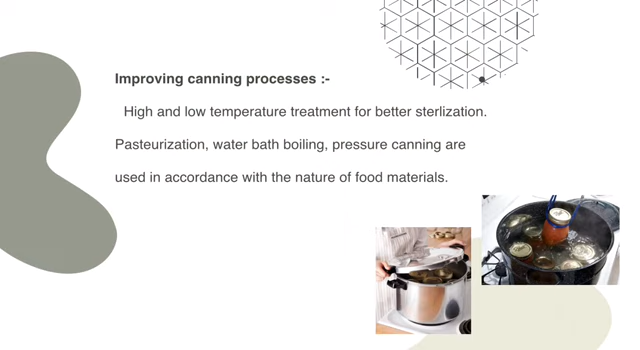 Improving canning processes :-
High and low temperature treatment for better sterlization.
Pasteurization, water bath boiling, pressure canning are
used in accordance with the nature of food materials.